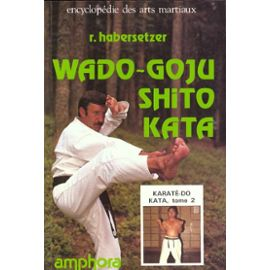 encyclopédie des arts martiaux
r. habersetzer
WADO-GOJU
SHiTO
KATA
KARATÉ-DO
KATA, tome 2
amphora